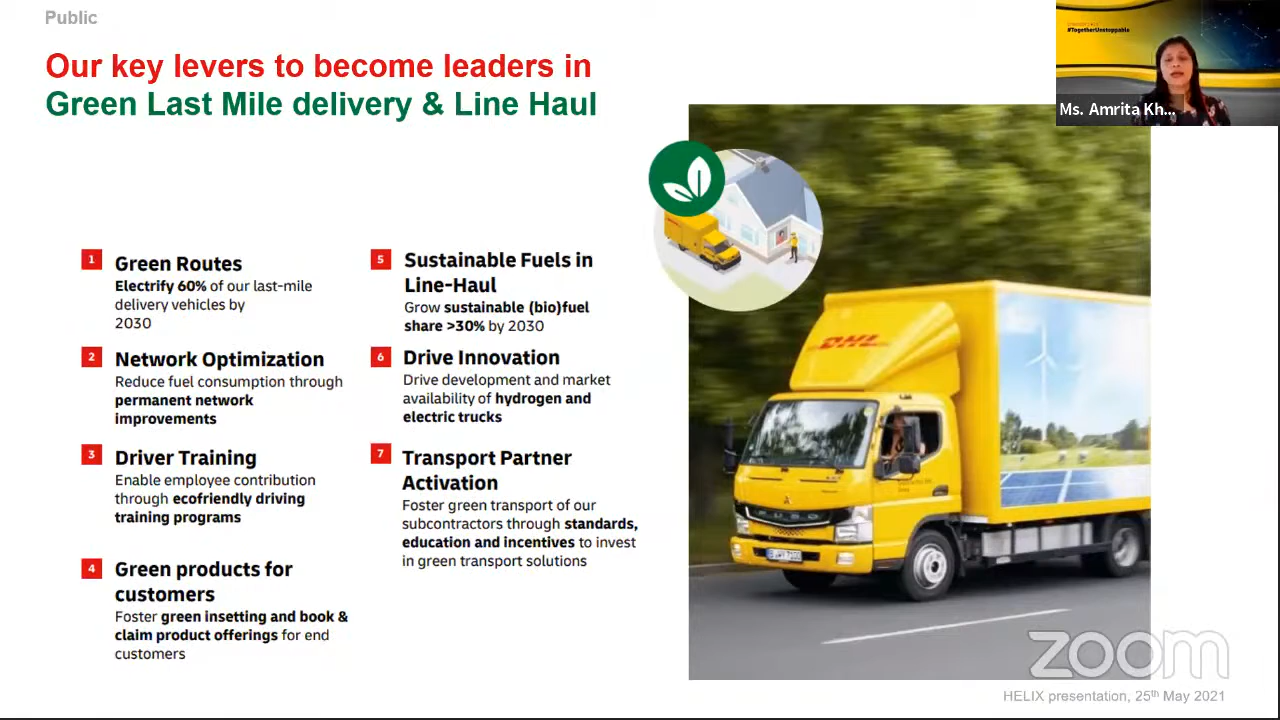 Public
Our key levers to become leaders in
Green Last Mile delivery & Line Haul
#TogetherUnstoppable
Ms. Amrita Kh...
1
Green Routes
Electrify 60% of our last-mile
delivery vehicles by
2030
2
Network Optimization
Reduce fuel consumption through
permanent network
improvements
3
Driver Training
Enable employee contribution
through ecofriendly driving
training programs
4
Green products for
customers
Foster green insetting and book &
claim product offerings for end
customers
5
Sustainable Fuels in
Line-Haul
Grow sustainable (bio)fuel
share >30% by 2030
6
Drive Innovation
Drive development and market
availability of hydrogen and
electric trucks
7
Transport Partner
Activation
Foster green transport of our
subcontractors through standards,
education and incentives to invest
in green transport solutions
DHL
FUSO
zoom
HELIX presentation, 25th May 2021